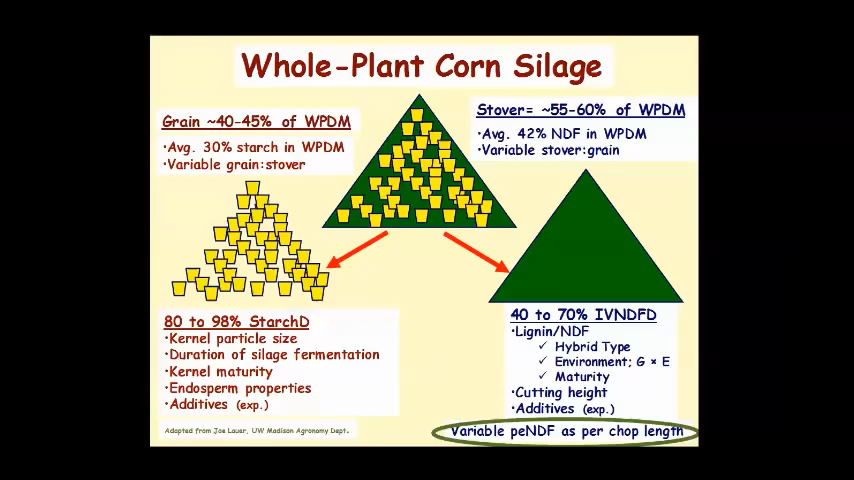 Whole-Plant Corn Silage
Grain ~40-45% of WPDM
•Avg. 30% starch in WPDM
•Variable grain:stover
Stover= ~55-60% of WPDM
•Avg. 42% NDF in WPDM
•Variable stover:grain
80 to 98% StarchD
•Kernel particle size
•Duration of silage fermentation
•Kernel maturity
•Endosperm properties
•Additives (exp.)
40 to 70% IVNDFD
•Lignin/NDF
✓ Hybrid Type
✓ Environment; G × E
✓ Maturity
•Cutting height
•Additives (exp.)
Adapted from Joe Lauer, UW Madison Agronomy Dept.
Variable peNDF as per chop length